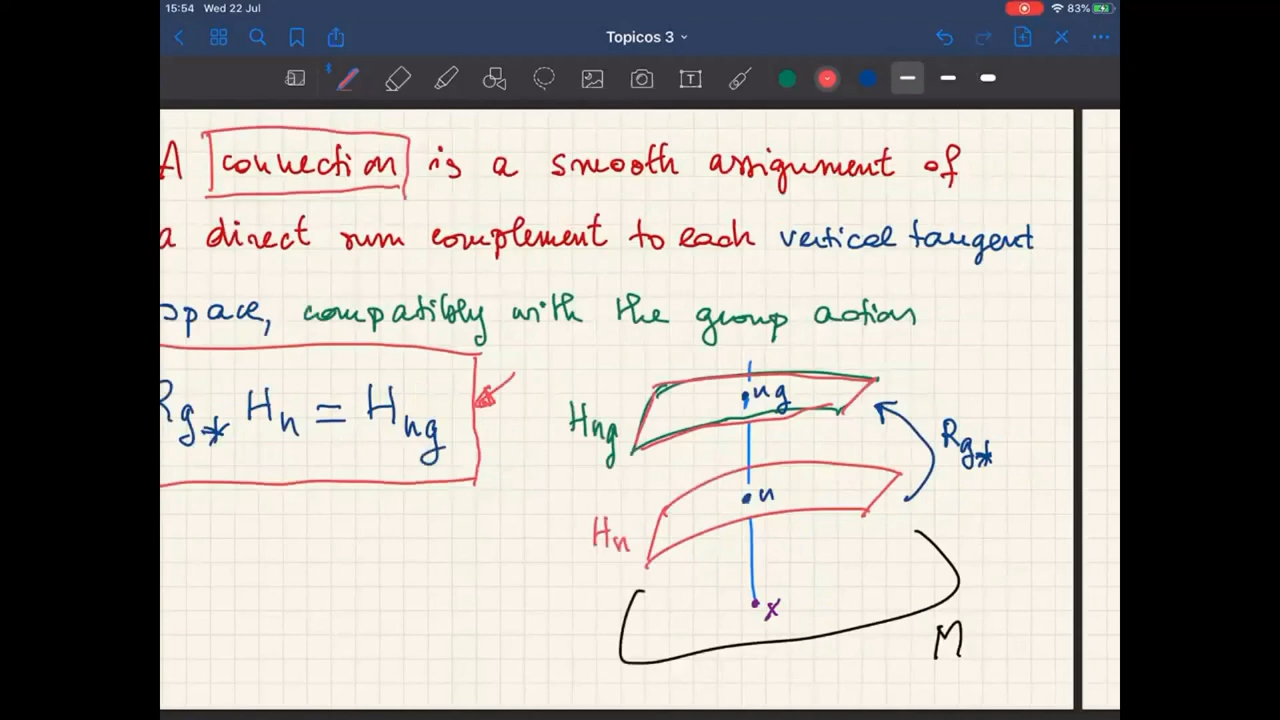 15:54 Wed 22 Jul
83%
Topicos 3
T
A connection is a smooth assignment of
a direct sum complement to each vertical tangent
space, compatibly with the group action
Rg* Hu = Hug
Hug
ug
Rg*
u
Hu
x
M